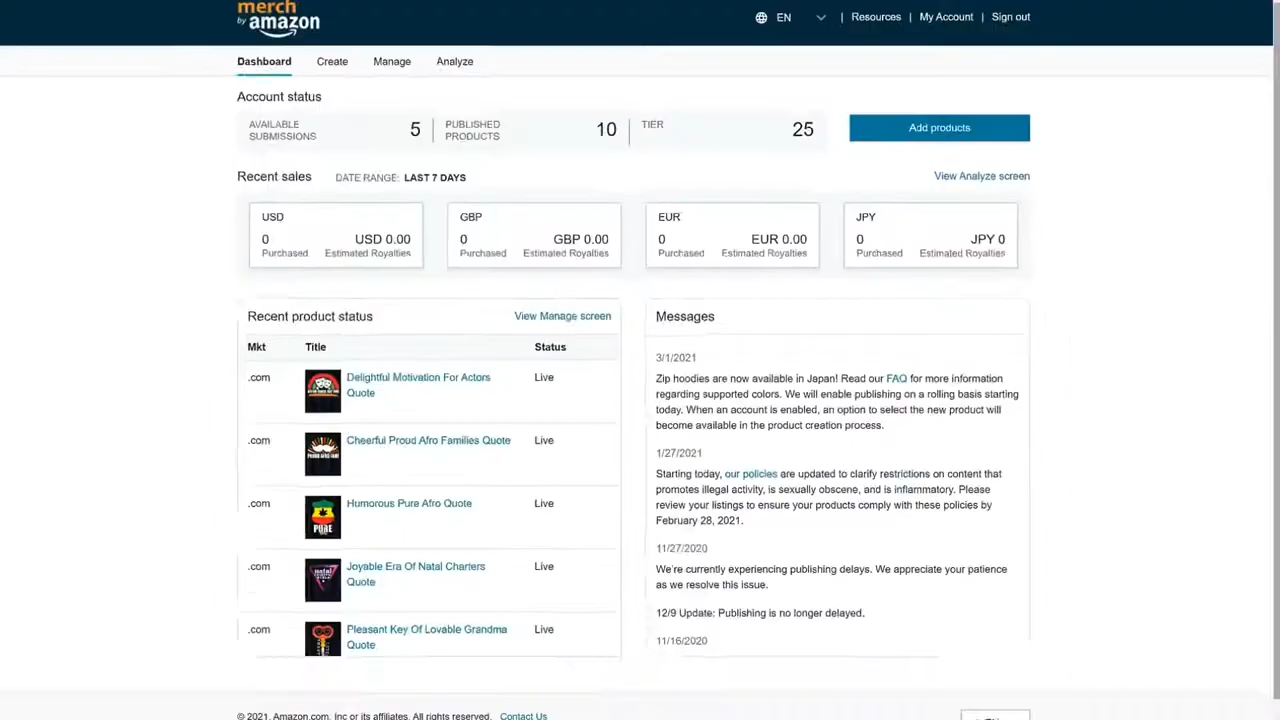 merch
by amazon
EN | Resources | My Account | Sign out
Dashboard Create Manage Analyze
Account status
AVAILABLE SUBMISSIONS 5
PUBLISHED PRODUCTS 10
TIER 25
Add products
Recent sales DATE RANGE: LAST 7 DAYS View Analyze screen
USD
0 USD 0.00
Purchased Estimated Royalties
GBP
0 GBP 0.00
Purchased Estimated Royalties
EUR
0 EUR 0.00
Purchased Estimated Royalties
JPY
0 JPY 0
Purchased Estimated Royalties
Recent product status View Manage screen
Mkt Title Status
.com Delightful Motivation For Actors Live
Quote
.com Cheerful Proud Afro Families Quote Live
.com Humorous Pure Afro Quote Live
PURE
.com Joyable Era Of Natal Charters Live
Quote
.com Pleasant Key Of Lovable Grandma Live
Quote
Messages
3/1/2021
Zip hoodies are now available in Japan! Read our FAQ for more information
regarding supported colors. We will enable publishing on a rolling basis starting
today. When an account is enabled, an option to select the new product will
become available in the product creation process.
1/27/2021
Starting today, our policies are updated to clarify restrictions on content that
promotes illegal activity, is sexually obscene, and is inflammatory. Please
review your listings to ensure your products comply with these policies by
February 28, 2021.
11/27/2020
We're currently experiencing publishing delays. We appreciate your patience
as we resolve this issue.
12/9 Update: Publishing is no longer delayed.
11/16/2020
© 2021, Amazon.com, Inc or its affiliates. All rights reserved. Contact Us